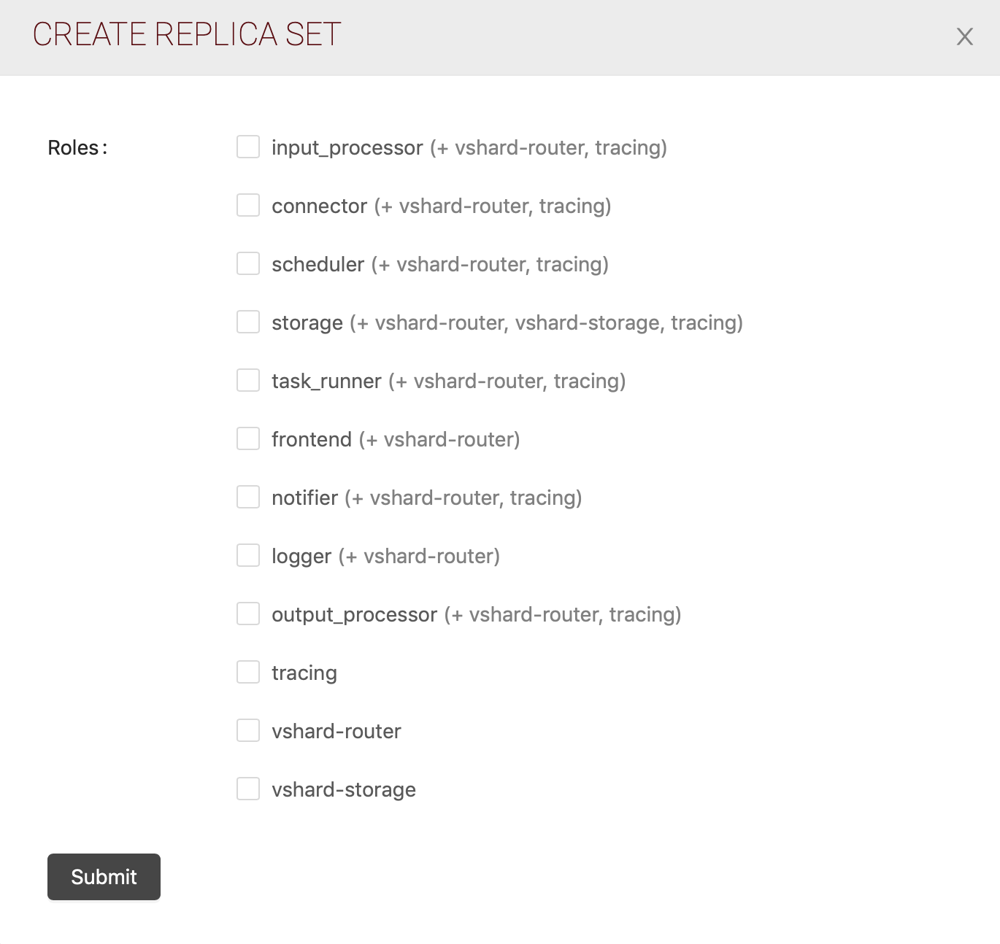 CREATE REPLICA SET
X
Roles:
input_processor (+ vshard-router, tracing)
connector (+ vshard-router, tracing)
scheduler (+ vshard-router, tracing)
storage (+ vshard-router, vshard-storage, tracing)
task_runner (+ vshard-router, tracing)
frontend (+ vshard-router)
notifier (+ vshard-router, tracing)
logger (+ vshard-router)
output_processor (+ vshard-router, tracing)
tracing
vshard-router
vshard-storage
Submit